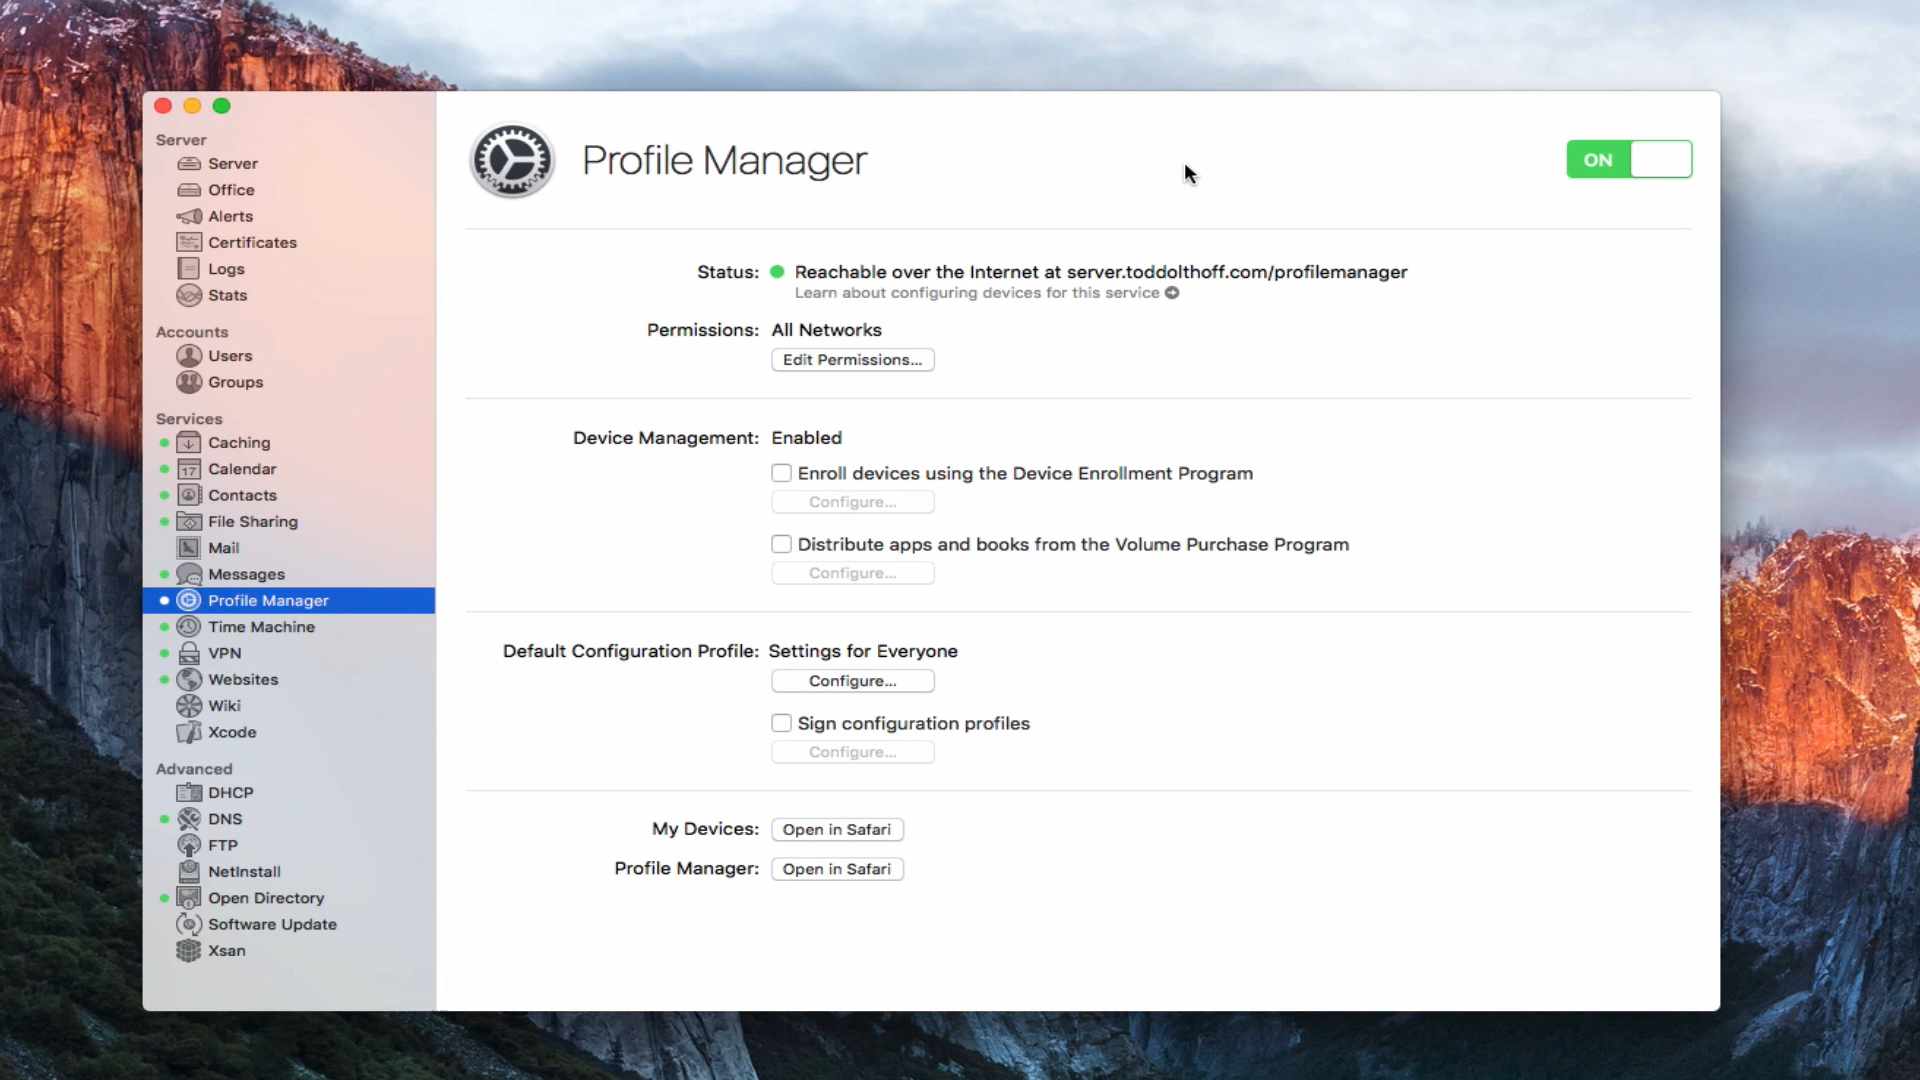 Server
Server
Office
Alerts
Certificates
Logs
Stats
Accounts
Users
Groups
Services
Caching
17
Calendar
Contacts
File Sharing
Mail
Messages
Profile Manager
Time Machine
VPN
Websites
Wiki
Xcode
Advanced
DHCP
DNS
FTP
NetInstall
Open Directory
Software Update
Xsan
Profile Manager
ON
Status: Reachable over the Internet at server.toddolthoff.com/profilemanager
Learn about configuring devices for this service
Permissions: All Networks
Edit Permissions...
Device Management: Enabled
Enroll devices using the Device Enrollment Program
Configure...
Distribute apps and books from the Volume Purchase Program
Configure...
Default Configuration Profile: Settings for Everyone
Configure...
Sign configuration profiles
Configure...
My Devices: Open in Safari
Profile Manager: Open in Safari